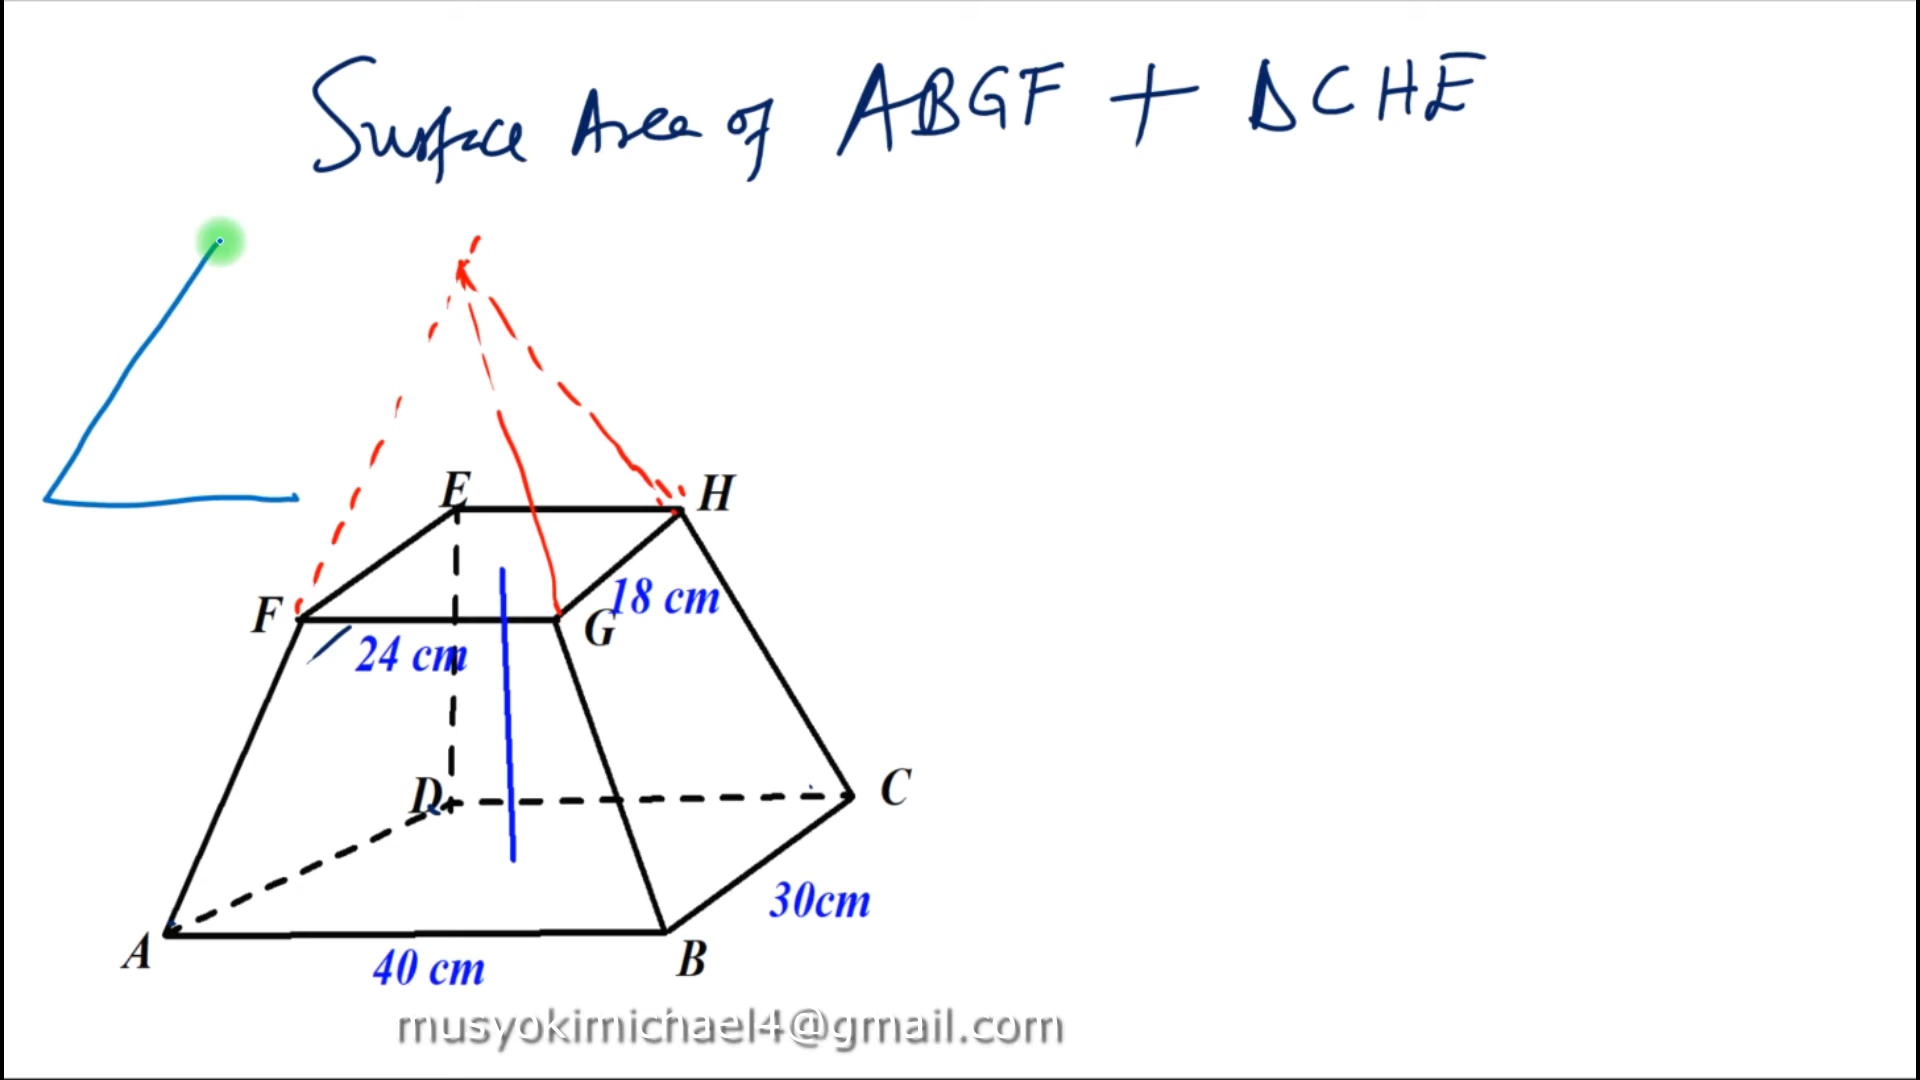 Surface Area of ABGF + DCHE
E
H
18 cm
F
G
24 cm
D
C
30cm
A
B
40 cm
musyokimichael4@gmail.com